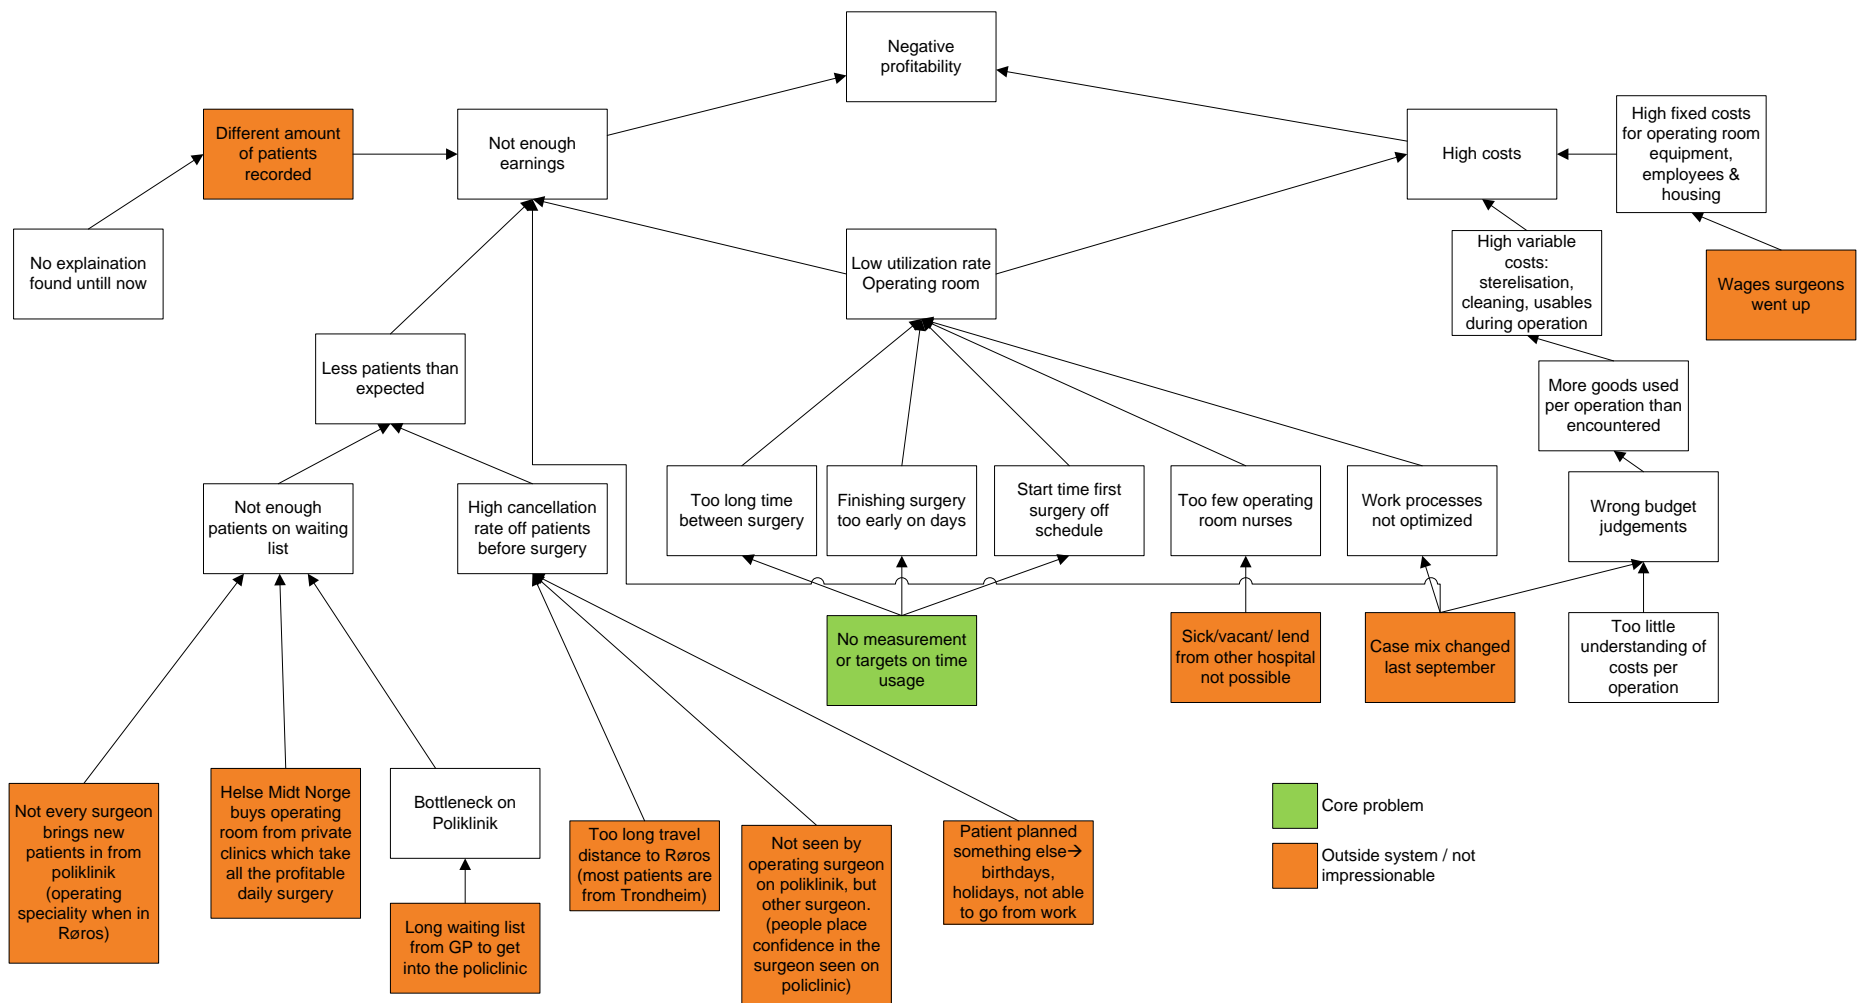 Negative
profitability
Different amount
of patients
recorded
Not enough
earnings
High costs
High fixed costs
for operating room
equipment,
employees &
housing
No explaination
found untill now
Low utilization rate
Operating room
High variable
costs:
sterelisation,
cleaning, usables
during operation
Wages surgeons
went up
Less patients than
expected
More goods used
per operation than
encountered
Not enough
patients on waiting
list
High cancellation
rate off patients
before surgery
Too long time
between surgery
Finishing surgery
too early on days
Start time first
surgery off
schedule
Too few operating
room nurses
Work processes
not optimized
Wrong budget
judgements
No measurement
or targets on time
usage
Sick/vacant/ lend
from other hospital
not possible
Case mix changed
last september
Too little
understanding of
costs per
operation
Not every surgeon
brings new
patients in from
poliklinik
(operating
speciality when in
Røros)
Helse Midt Norge
buys operating
room from private
clinics which take
all the profitable
daily surgery
Bottleneck on
Poliklinik
Long waiting list
from GP to get
into the policlinic
Too long travel
distance to Røros
(most patients are
from Trondheim)
Not seen by
operating surgeon
on poliklinik, but
other surgeon.
(people place
confidence in the
surgeon seen on
policlinic)
Patient planned
something else→
birthdays,
holidays, not able
to go from work
Core problem
Outside system / not
impressionable